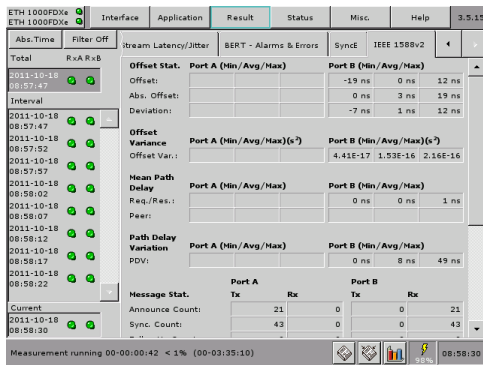 ETH 1000FDXe
ETH 1000FDXe
Interface Application Result Status Misc. Help 3.5.15
Abs.Time Filter Off
Stream Latency/Jitter BERT - Alarms & Errors SyncE IEEE 1588v2
Total RxA RxB
2011-10-18
08:57:47
Interval
2011-10-18
08:57:47
2011-10-18
08:57:52
2011-10-18
08:57:57
2011-10-18
08:58:02
2011-10-18
08:58:07
2011-10-18
08:58:12
2011-10-18
08:58:17
2011-10-18
08:58:22
Current
2011-10-18
08:58:30
Offset Stat. Port A (Min/Avg/Max) Port B (Min/Avg/Max)
Offset: -19 ns 0 ns 12 ns
Abs. Offset: 0 ns 3 ns 19 ns
Deviation: -7 ns 1 ns 12 ns
Offset
Variance Port A (Min/Avg/Max)(s²) Port B (Min/Avg/Max)(s²)
Offset Var.: 4.41E-17 1.53E-16 2.16E-16
Mean Path
Delay Port A (Min/Avg/Max) Port B (Min/Avg/Max)
Req./Res.: 0 ns 0 ns 1 ns
Peer:
Path Delay
Variation Port A (Min/Avg/Max) Port B (Min/Avg/Max)
PDV: 0 ns 8 ns 49 ns
Port A Port B
Message Stat. Tx Rx Tx Rx
Announce Count: 21 0 0 21
Sync. Count: 43 0 0 43
Measurement running 00-00:00:42 < 1% (00-03:35:10) 98% 08:58:30